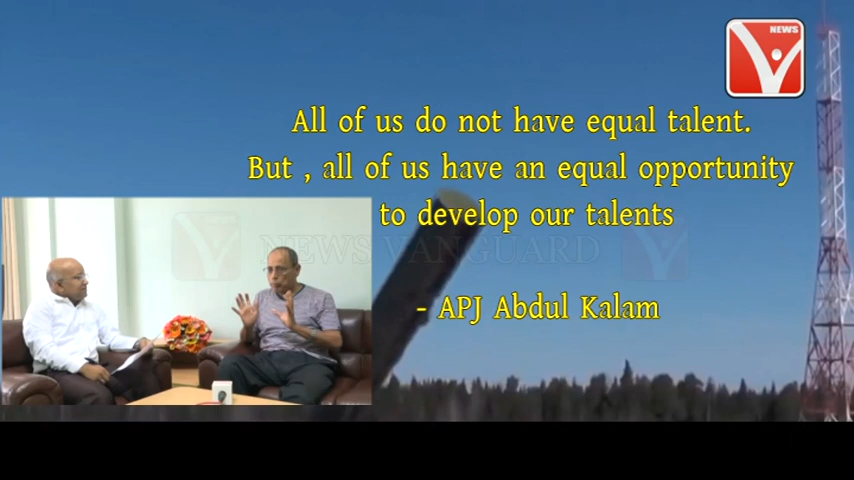 NEWS
All of us do not have equal talent.
But , all of us have an equal opportunity
to develop our talents
NEWS VANGUARD
- APJ Abdul Kalam